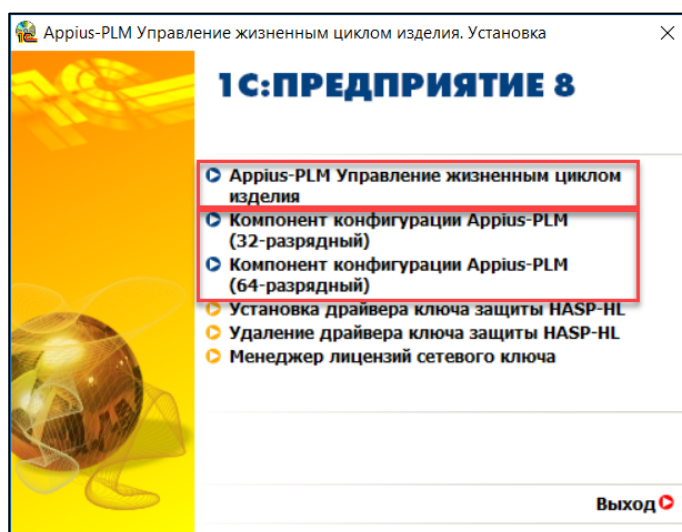 Appius-PLM Управление жизненным циклом изделия. Установка
1С:ПРЕДПРИЯТИЕ 8
Appius-PLM Управление жизненным циклом
изделия
Компонент конфигурации Appius-PLM
(32-разрядный)
Компонент конфигурации Appius-PLM
(64-разрядный)
Установка драйвера ключа защиты HASP-HL
Удаление драйвера ключа защиты HASP-HL
Менеджер лицензий сетевого ключа
Выход